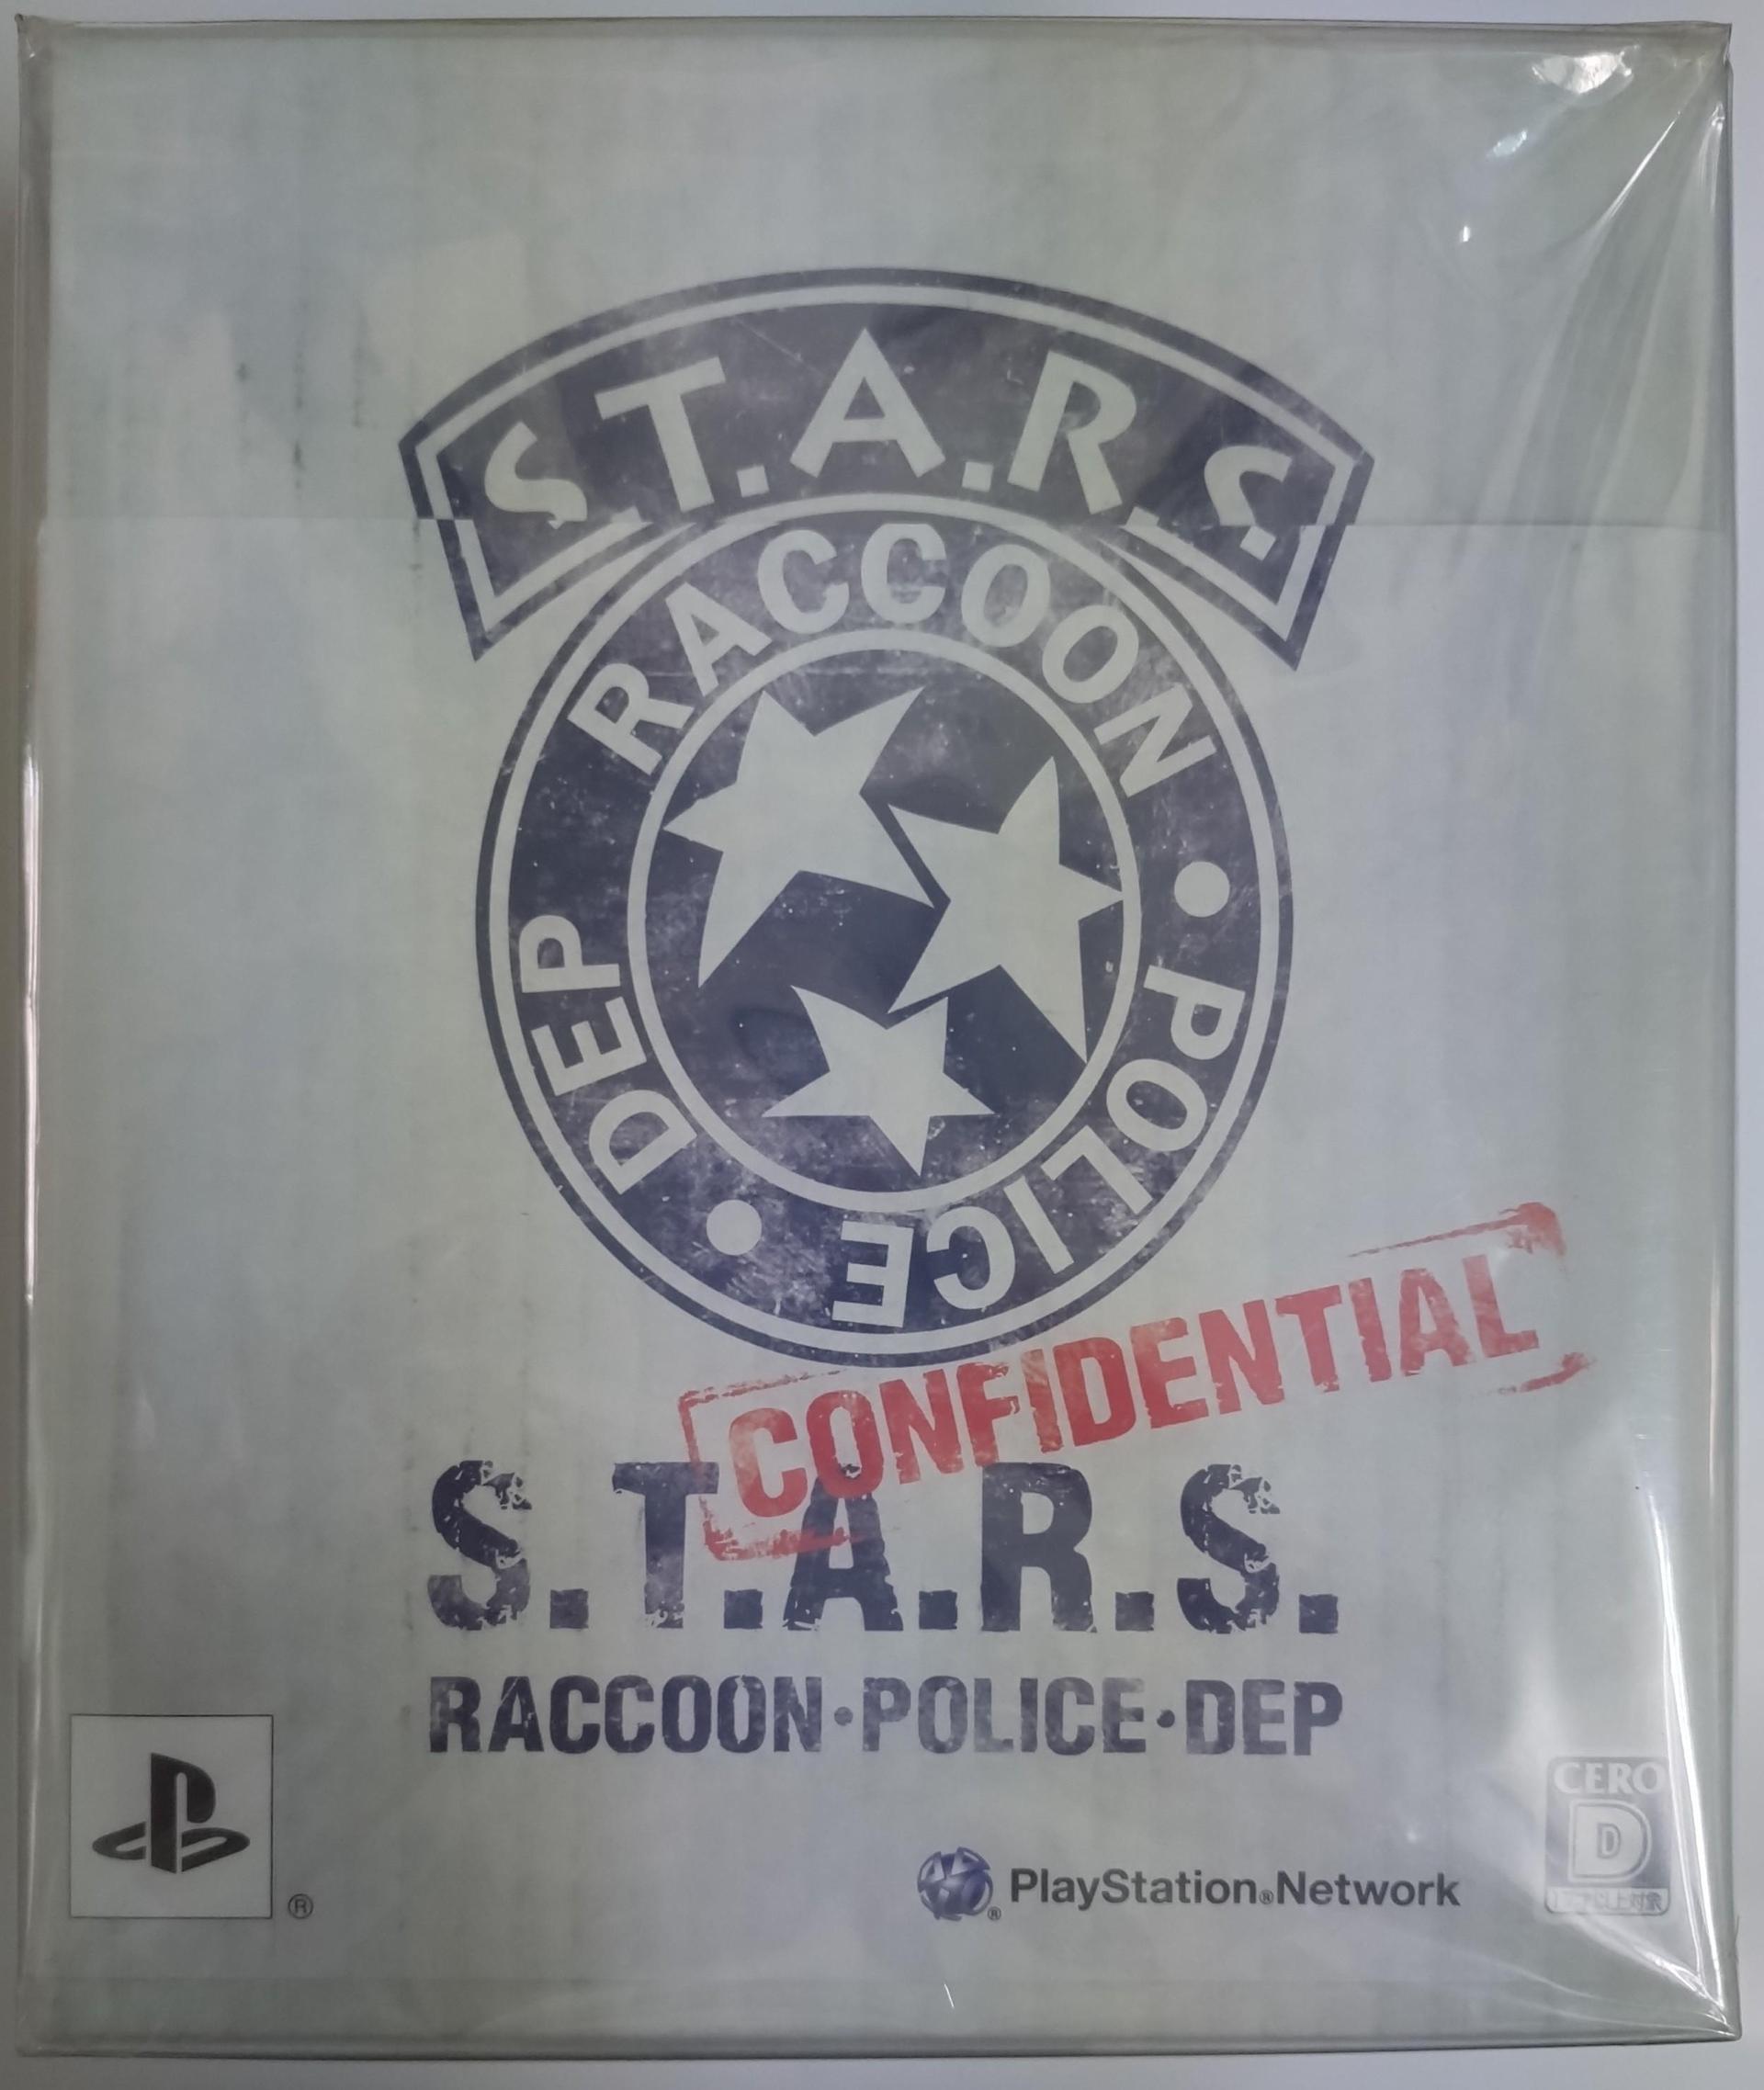 S.T.A.R.S.
RACCOON • POLICE • DEP
CONFIDENTIAL
S.T.A.R.S.
RACCOON•POLICE•DEP
®
PlayStation®Network
®
CERO
D